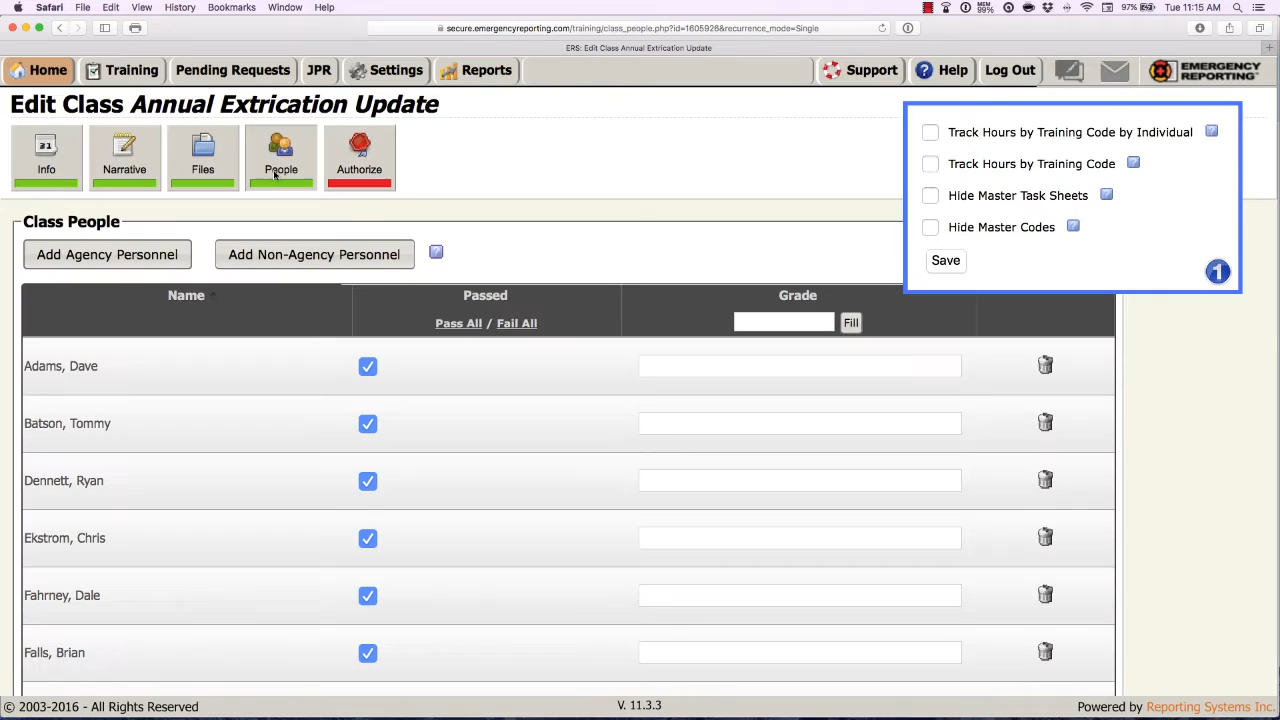 Safari File Edit View History Bookmarks Window Help
MEM 99% 97% Tue 11:15 AM
secure.emergencyreporting.com/training/class_people.php?id=1605926&recurrence_mode=Single
ERS: Edit Class Annual Extrication Update
Home Training Pending Requests JPR Settings Reports Support Help Log Out EMERGENCY REPORTING
Edit Class Annual Extrication Update
31
Info Narrative Files People Authorize
Track Hours by Training Code by Individual ?
Track Hours by Training Code ?
Hide Master Task Sheets ?
Hide Master Codes ?
Save
1
Class People
Add Agency Personnel Add Non-Agency Personnel ?
Name Passed Grade
Pass All / Fail All Fill
Adams, Dave
Batson, Tommy
Dennett, Ryan
Ekstrom, Chris
Fahrney, Dale
Falls, Brian
© 2003-2016 - All Rights Reserved V. 11.3.3 Powered by Reporting Systems Inc.